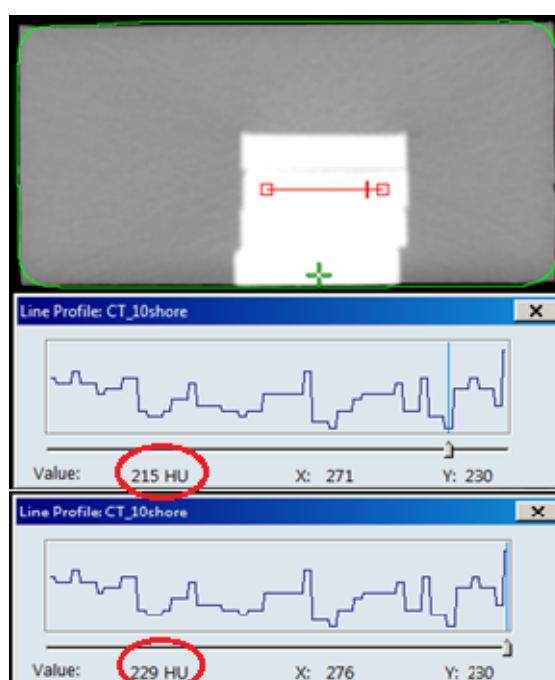 Line Profile: CT_10shore
Value: 215 HU X: 271 Y: 230
Line Profile: CT_10shore
Value: 229 HU X: 276 Y: 230